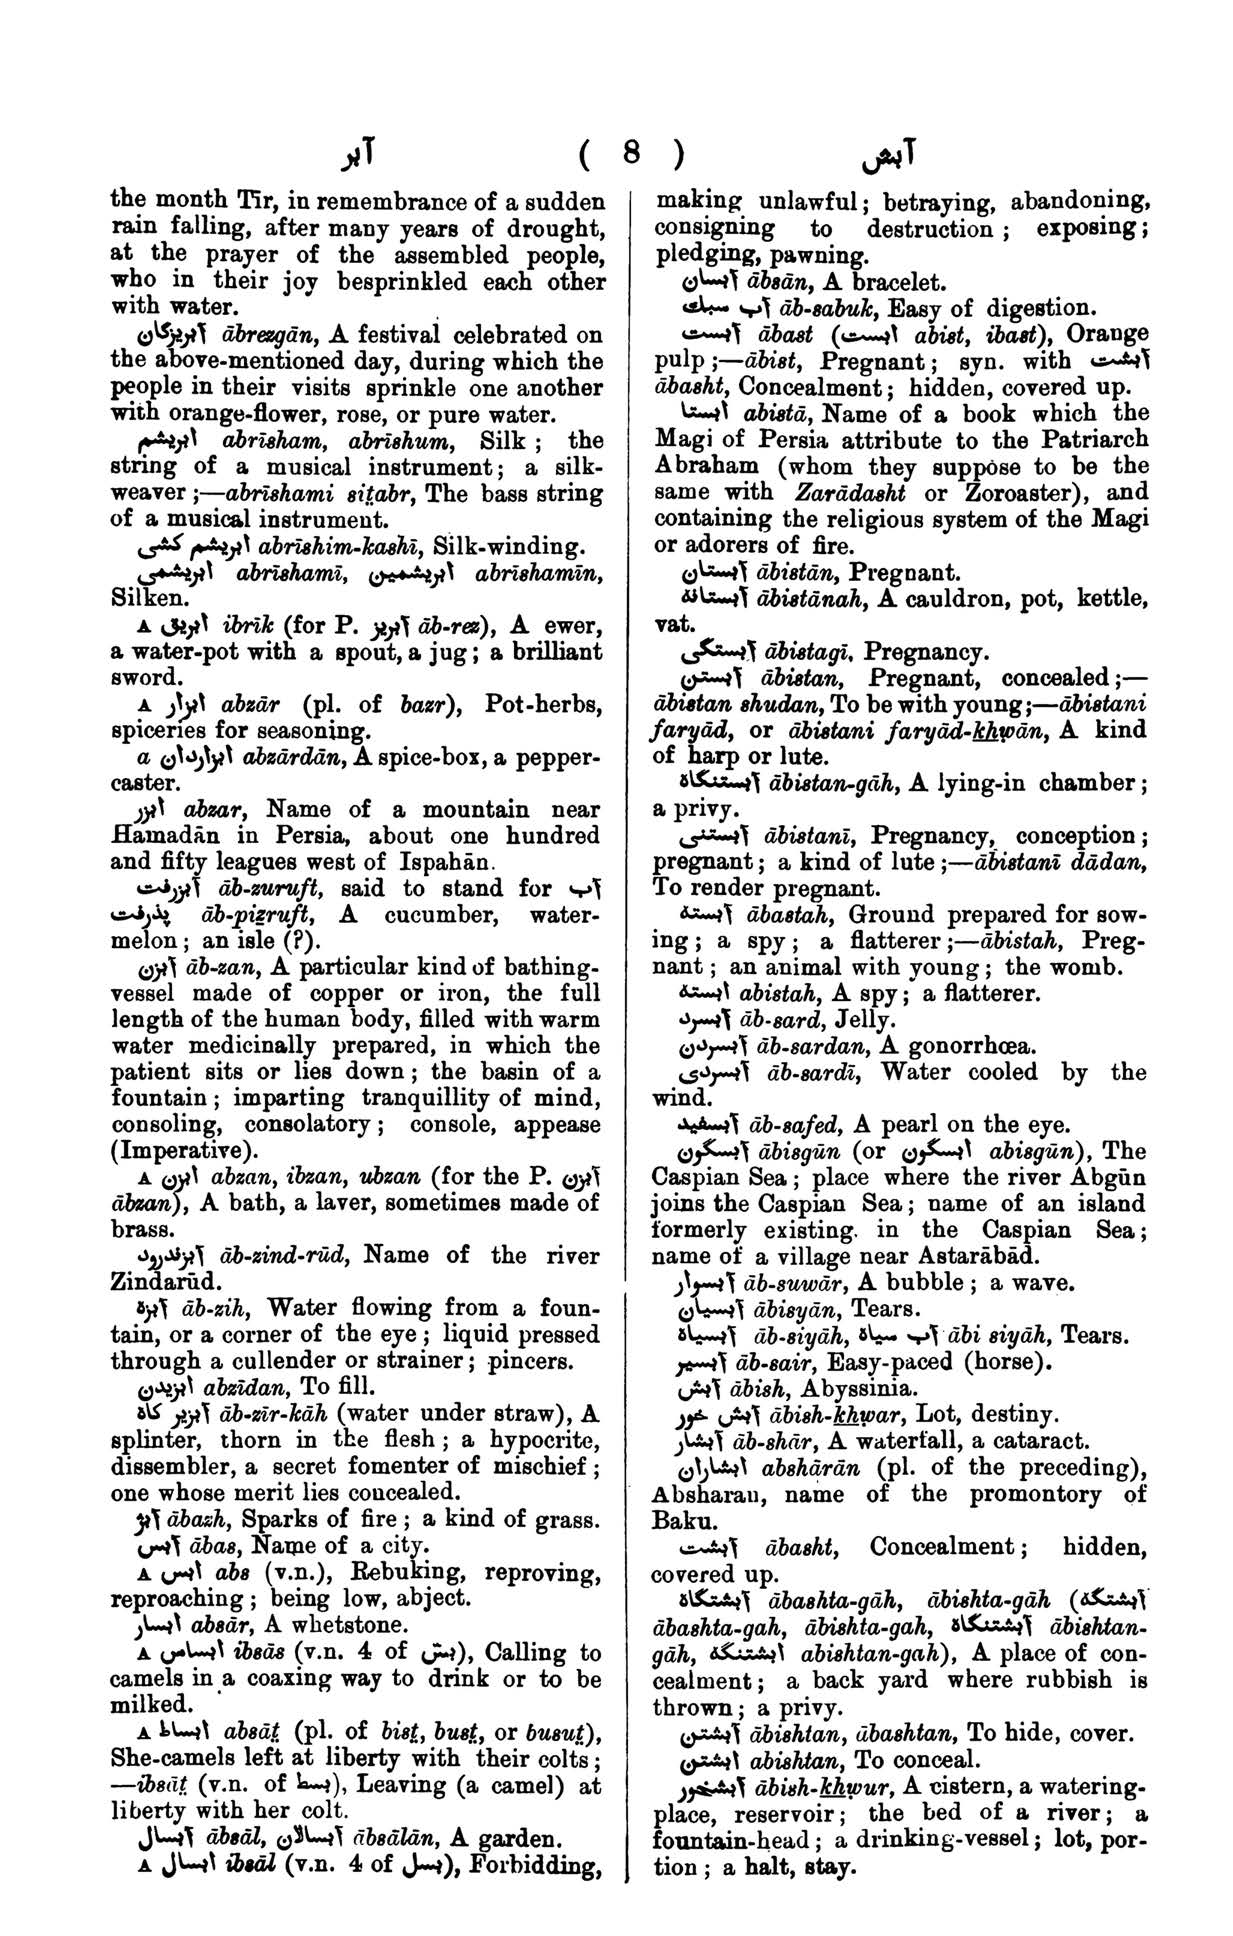 آبر ( 8 ) آبش
the month Tīr, in remembrance of a sudden
rain falling, after many years of drought,
at the prayer of the assembled people,
who in their joy besprinkled each other
with water.
آبریزگان ābrezgān, A festival celebrated on
the above-mentioned day, during which the
people in their visits sprinkle one another
with orange-flower, rose, or pure water.
ابریشم abrīsham, abrīshum, Silk; the
string of a musical instrument; a silk-
weaver;—abrīshami sit̤abr, The bass string
of a musical instrument.
ابریشم کشی abrīshim-kashī, Silk-winding.
ابریشمی abrīshamī, ابریشمین abrīshamīn,
Silken.
A ابریق ibrīk (for P. آبریز āb-rez), A ewer,
a water-pot with a spout, a jug; a brilliant
sword.
A ابزار abzār (pl. of bazr), Pot-herbs,
spiceries for seasoning.
a ابزاردان abzārdān, A spice-box, a pepper-
caster.
ابزر abzar, Name of a mountain near
Hamadān in Persia, about one hundred
and fifty leagues west of Ispahān.
آبزرفت āb-zuruft, said to stand for آب
پذرفت āb-piz̤ruft, A cucumber, water-
melon; an isle (?).
آبزن āb-zan, A particular kind of bathing-
vessel made of copper or iron, the full
length of the human body, filled with warm
water medicinally prepared, in which the
patient sits or lies down; the basin of a
fountain; imparting tranquillity of mind,
consoling, consolatory; console, appease
(Imperative).
A ابزن abzan, ibzan, ubzan (for the P. آبزن
ābzan), A bath, a laver, sometimes made of
brass.
آبزندرود āb-zind-rūd, Name of the river
Zindarūd.
آبزه āb-zih, Water flowing from a foun-
tain, or a corner of the eye; liquid pressed
through a cullender or strainer; pincers.
ابزیدن abzīdan, To fill.
آبزیر کاه āb-zīr-kāh (water under straw), A
splinter, thorn in the flesh; a hypocrite,
dissembler, a secret fomenter of mischief;
one whose merit lies concealed.
آبژ ābazh, Sparks of fire; a kind of grass.
آبس ābas, Name of a city.
A ابس abs (v.n.), Rebuking, reproving,
reproaching; being low, abject.
ابسار absār, A whetstone.
A ابساس ibsās (v.n. 4 of بسّ), Calling to
camels in a coaxing way to drink or to be
milked.
A ابساط absāt̤ (pl. of bist̤, bust̤, or busut̤),
She-camels left at liberty with their colts;
—ibsāt̤ (v.n. of بسط), Leaving (a camel) at
liberty with her colt.
آبسال ābsāl, آبسالان ābsālān, A garden.
A ابسال ibsāl (v.n. 4 of بسل), Forbidding,
making unlawful; betraying, abandoning,
consigning to destruction; exposing;
pledging, pawning.
آبسان ābsān, A bracelet.
آب سبك āb-sabuk, Easy of digestion.
آبست ābast (ابست abist, ibast), Orange
pulp;—ābist, Pregnant; syn. with آبشت
ābasht, Concealment; hidden, covered up.
ابستا abistā, Name of a book which the
Magi of Persia attribute to the Patriarch
Abraham (whom they suppose to be the
same with Zarādasht or Zoroaster), and
containing the religious system of the Magi
or adorers of fire.
آبستان ābistān, Pregnant.
آبستانه ābistānah, A cauldron, pot, kettle,
vat.
آبستگی ābistagī, Pregnancy.
آبستن ābistan, Pregnant, concealed;—
ābistan shudan, To be with young;—ābistani
faryād, or ābistani faryād-khẉān, A kind
of harp or lute.
آبستنگاه ābistan-gāh, A lying-in chamber;
a privy.
آبستنی ābistanī, Pregnancy, conception;
pregnant; a kind of lute;—ābistanī dādan,
To render pregnant.
آبسته ābastah, Ground prepared for sow-
ing; a spy; a flatterer;—ābistah, Preg-
nant; an animal with young; the womb.
ابسته abistah, A spy; a flatterer.
آبسرد āb-sard, Jelly.
آبسردن āb-sardan, A gonorrhœa.
آبسردی āb-sardī, Water cooled by the
wind.
آبسفید āb-safed, A pearl on the eye.
آبسگون ābisgūn (or ابسگون abisgūn), The
Caspian Sea; place where the river Abgūn
joins the Caspian Sea; name of an island
formerly existing in the Caspian Sea;
name of a village near Astarābād.
آبسوار āb-suwār, A bubble; a wave.
آبسیان ābisyān, Tears.
آبسیاه āb-siyāh, آب سیاه ābi siyāh, Tears.
آبسیر āb-sair, Easy-paced (horse).
آبش ābish, Abyssinia.
آبش خور ābish-khẉar, Lot, destiny.
آبشار āb-shār, A waterfall, a cataract.
ابشاران abshārān (pl. of the preceding),
Absharan, name of the promontory of
Baku.
آبشت ābasht, Concealment; hidden,
covered up.
آبشتگاه ābashta-gāh, ābishta-gāh (آبشتگه
ābashta-gah, ābishta-gah, آبشتنگاه ābishtan-
gāh, ابشتنگه abishtan-gah), A place of con-
cealment; a back yard where rubbish is
thrown; a privy.
آبشتن ābishtan, ābashtan, To hide, cover.
ابشتن abishtan, To conceal.
آبشخور ābish-khẉur, A cistern, a watering-
place, reservoir; the bed of a river; a
fountain-head; a drinking-vessel; lot, por-
tion; a halt, stay.